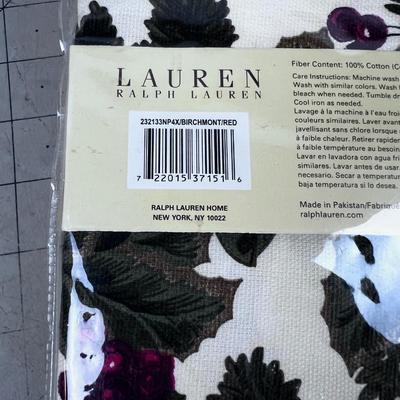 LAUREN
RALPH LAUREN
232133NP4X/BIRCHMONT/RED
7 22015 37151 6
RALPH LAUREN HOME
NEW YORK, NY 10022
Fiber Content: 100% Cotton (C
Care Instructions: Machine wash
Wash with similar colors. Wash
bleach when needed. Tumble dr
Cool iron as needed.
Lavage à la machine à l'eau froi
couleurs similaires. Laver avant
javellisant sans chlore lorsque
à faible chaleur. Retirer rapider
à faible température au besoin.
Lavar en lavadora con agua fri
similares. Lavar antes de usar.
necesario. Secar a temperatura
baja temperatura si lo desea.
Made in Pakistan/Fabriqué
ralphlauren.com